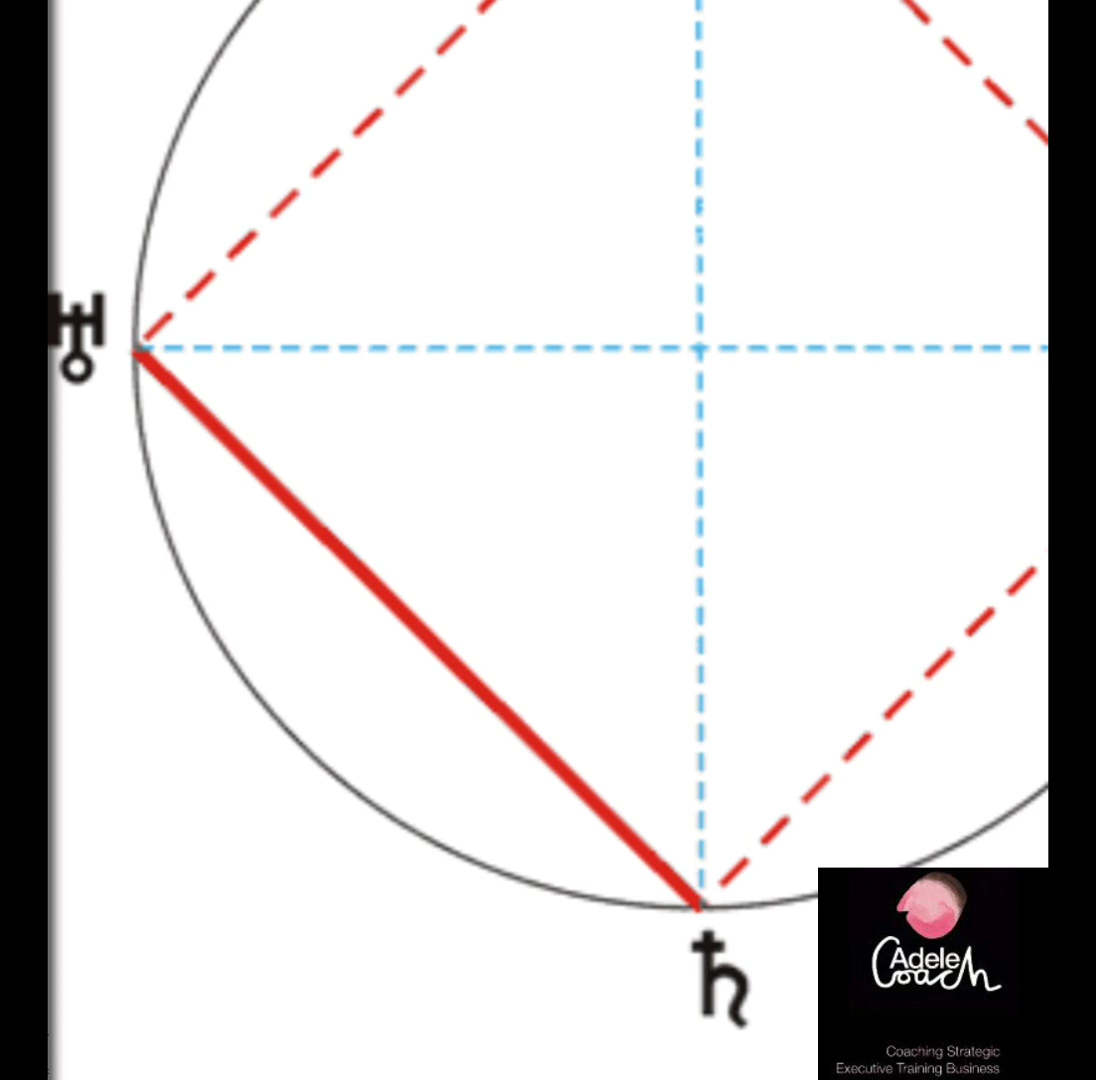 ♅
♄
Adele
Coach
Coaching Strategic
Executive Training Business